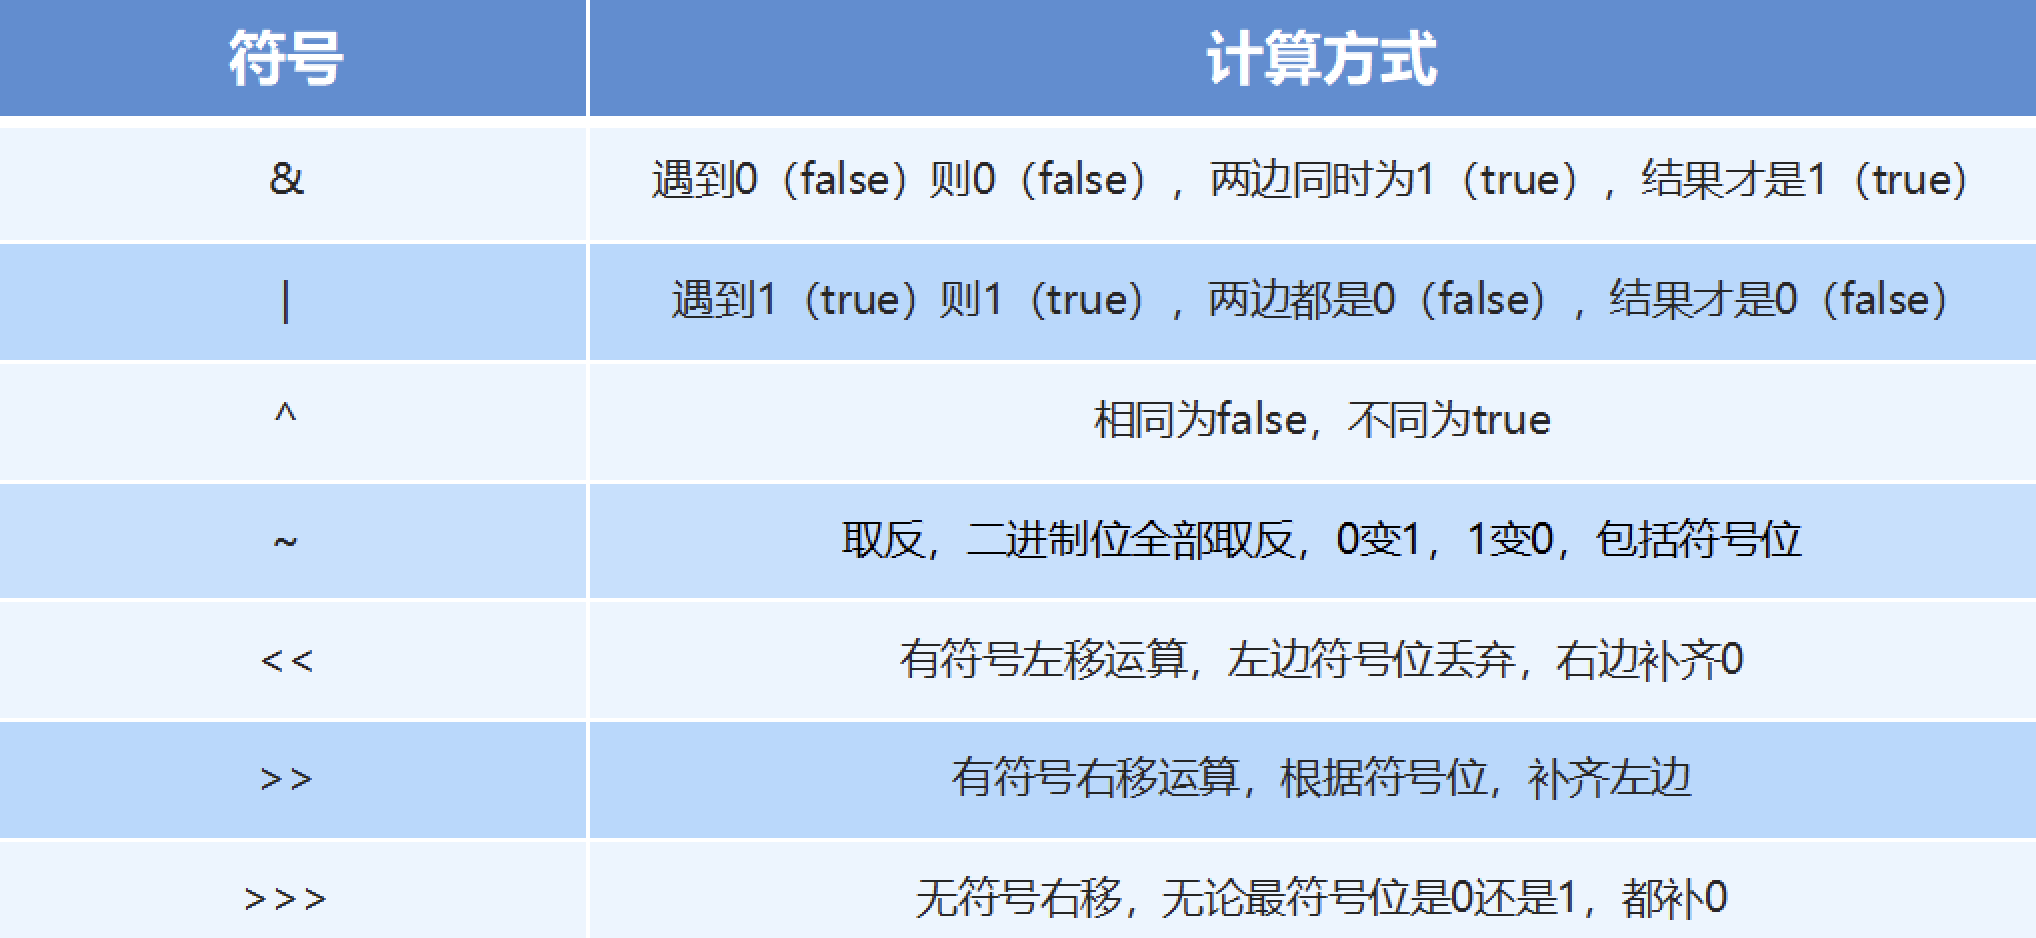 符号 计算方式
& 遇到0（false）则0（false），两边同时为1（true），结果才是1（true）
| 遇到1（true）则1（true），两边都是0（false），结果才是0（false）
^ 相同为false，不同为true
~ 取反，二进制位全部取反，0变1，1变0，包括符号位
<< 有符号左移运算，左边符号位丢弃，右边补齐0
>> 有符号右移运算，根据符号位，补齐左边
>>> 无符号右移，无论最符号位是0还是1，都补0